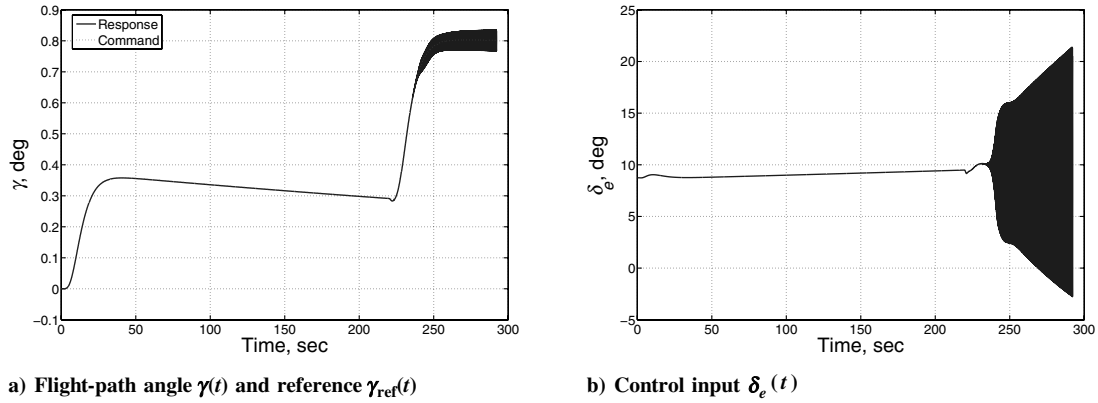 0.9
0.8
0.7
0.6
0.5
0.4
0.3
0.2
0.1
0
−0.1
γ, deg
Response
Command
0 50 100 150 200 250 300
Time, sec
a) Flight-path angle γ(t) and reference γref(t)
25
20
15
10
5
0
−5
δe, deg
0 50 100 150 200 250 300
Time, sec
b) Control input δe(t)